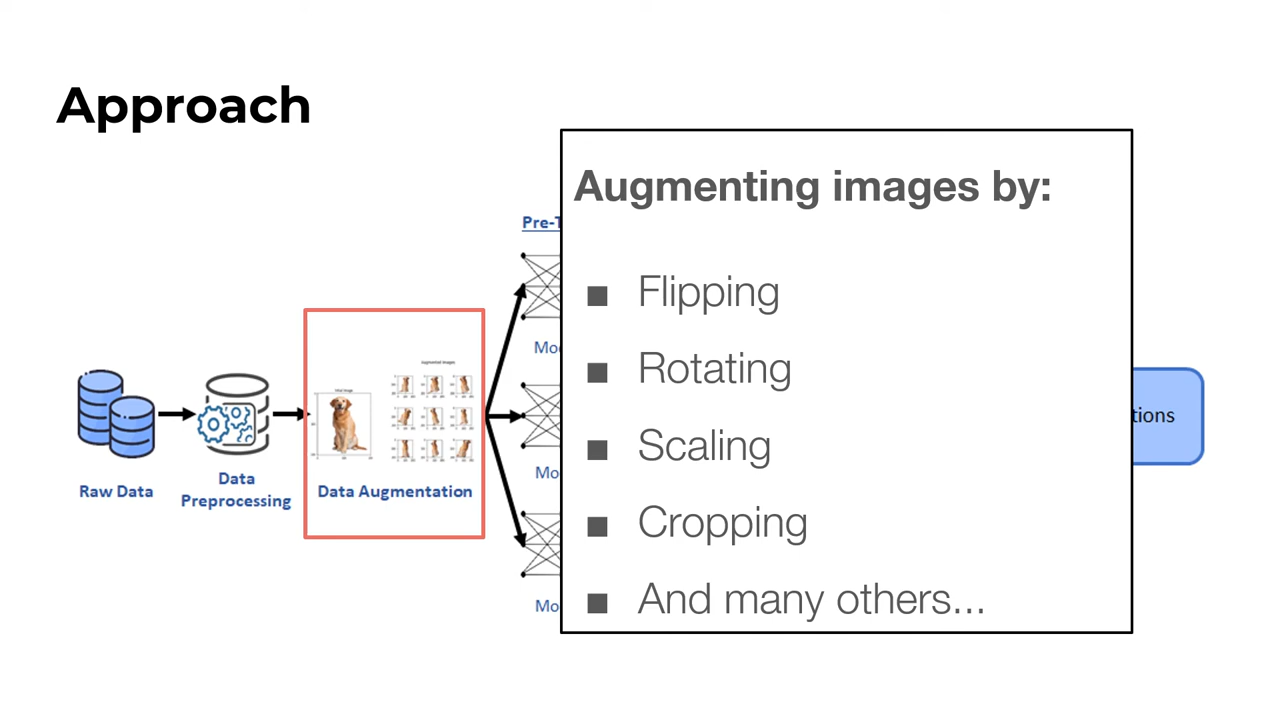 Approach
Augmenting images by:
Flipping
Rotating
Scaling
Cropping
And many others...
Raw Data
Data
Preprocessing
Data Augmentation